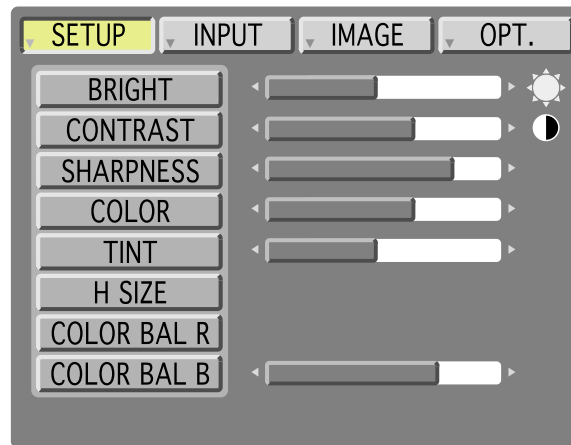 SETUP INPUT IMAGE OPT.
BRIGHT
CONTRAST
SHARPNESS
COLOR
TINT
H SIZE
COLOR BAL R
COLOR BAL B